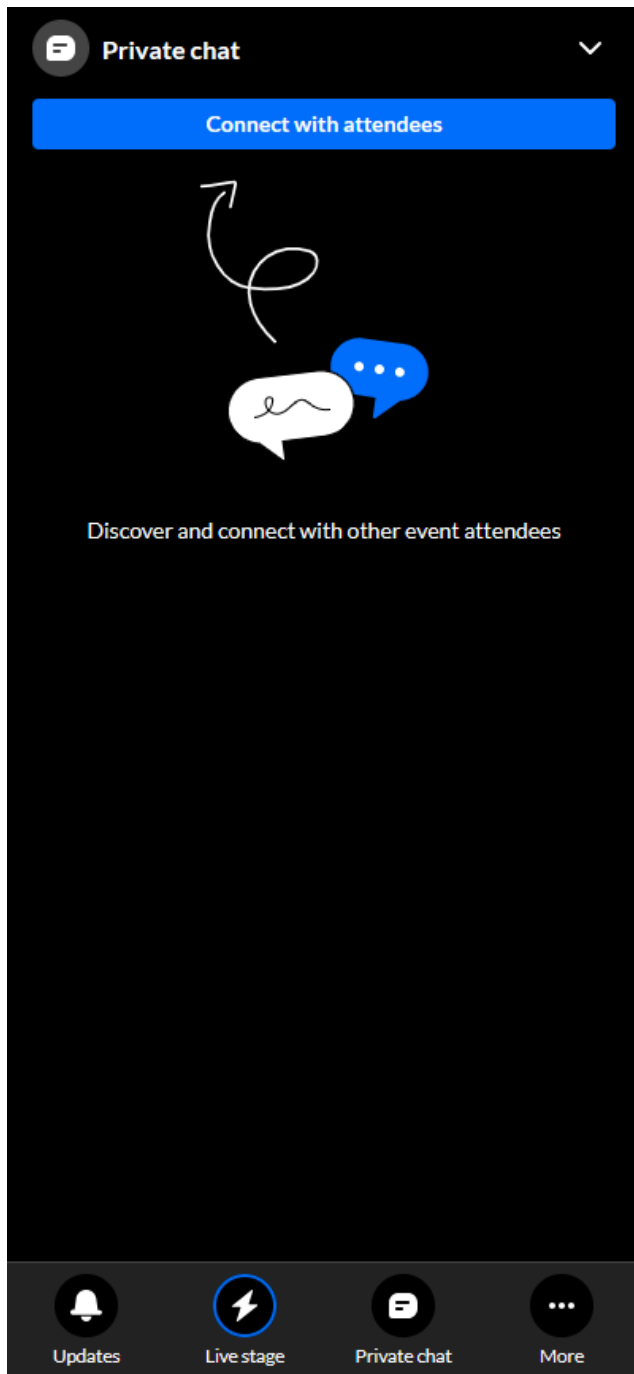 Private chat
Connect with attendees
Discover and connect with other event attendees
Updates
Live stage
Private chat
More